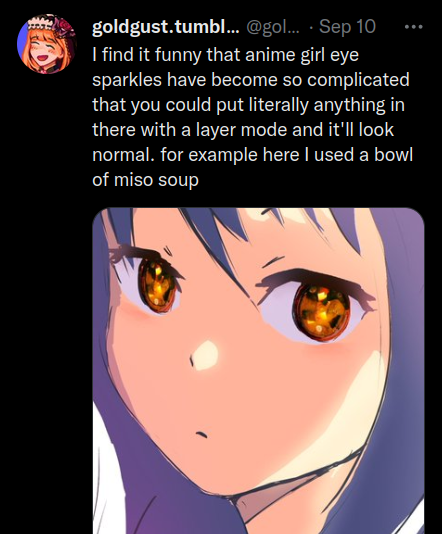 goldgust.tumbl... @gol... · Sep 10 ...
I find it funny that anime girl eye
sparkles have become so complicated
that you could put literally anything in
there with a layer mode and it'll look
normal. for example here I used a bowl
of miso soup